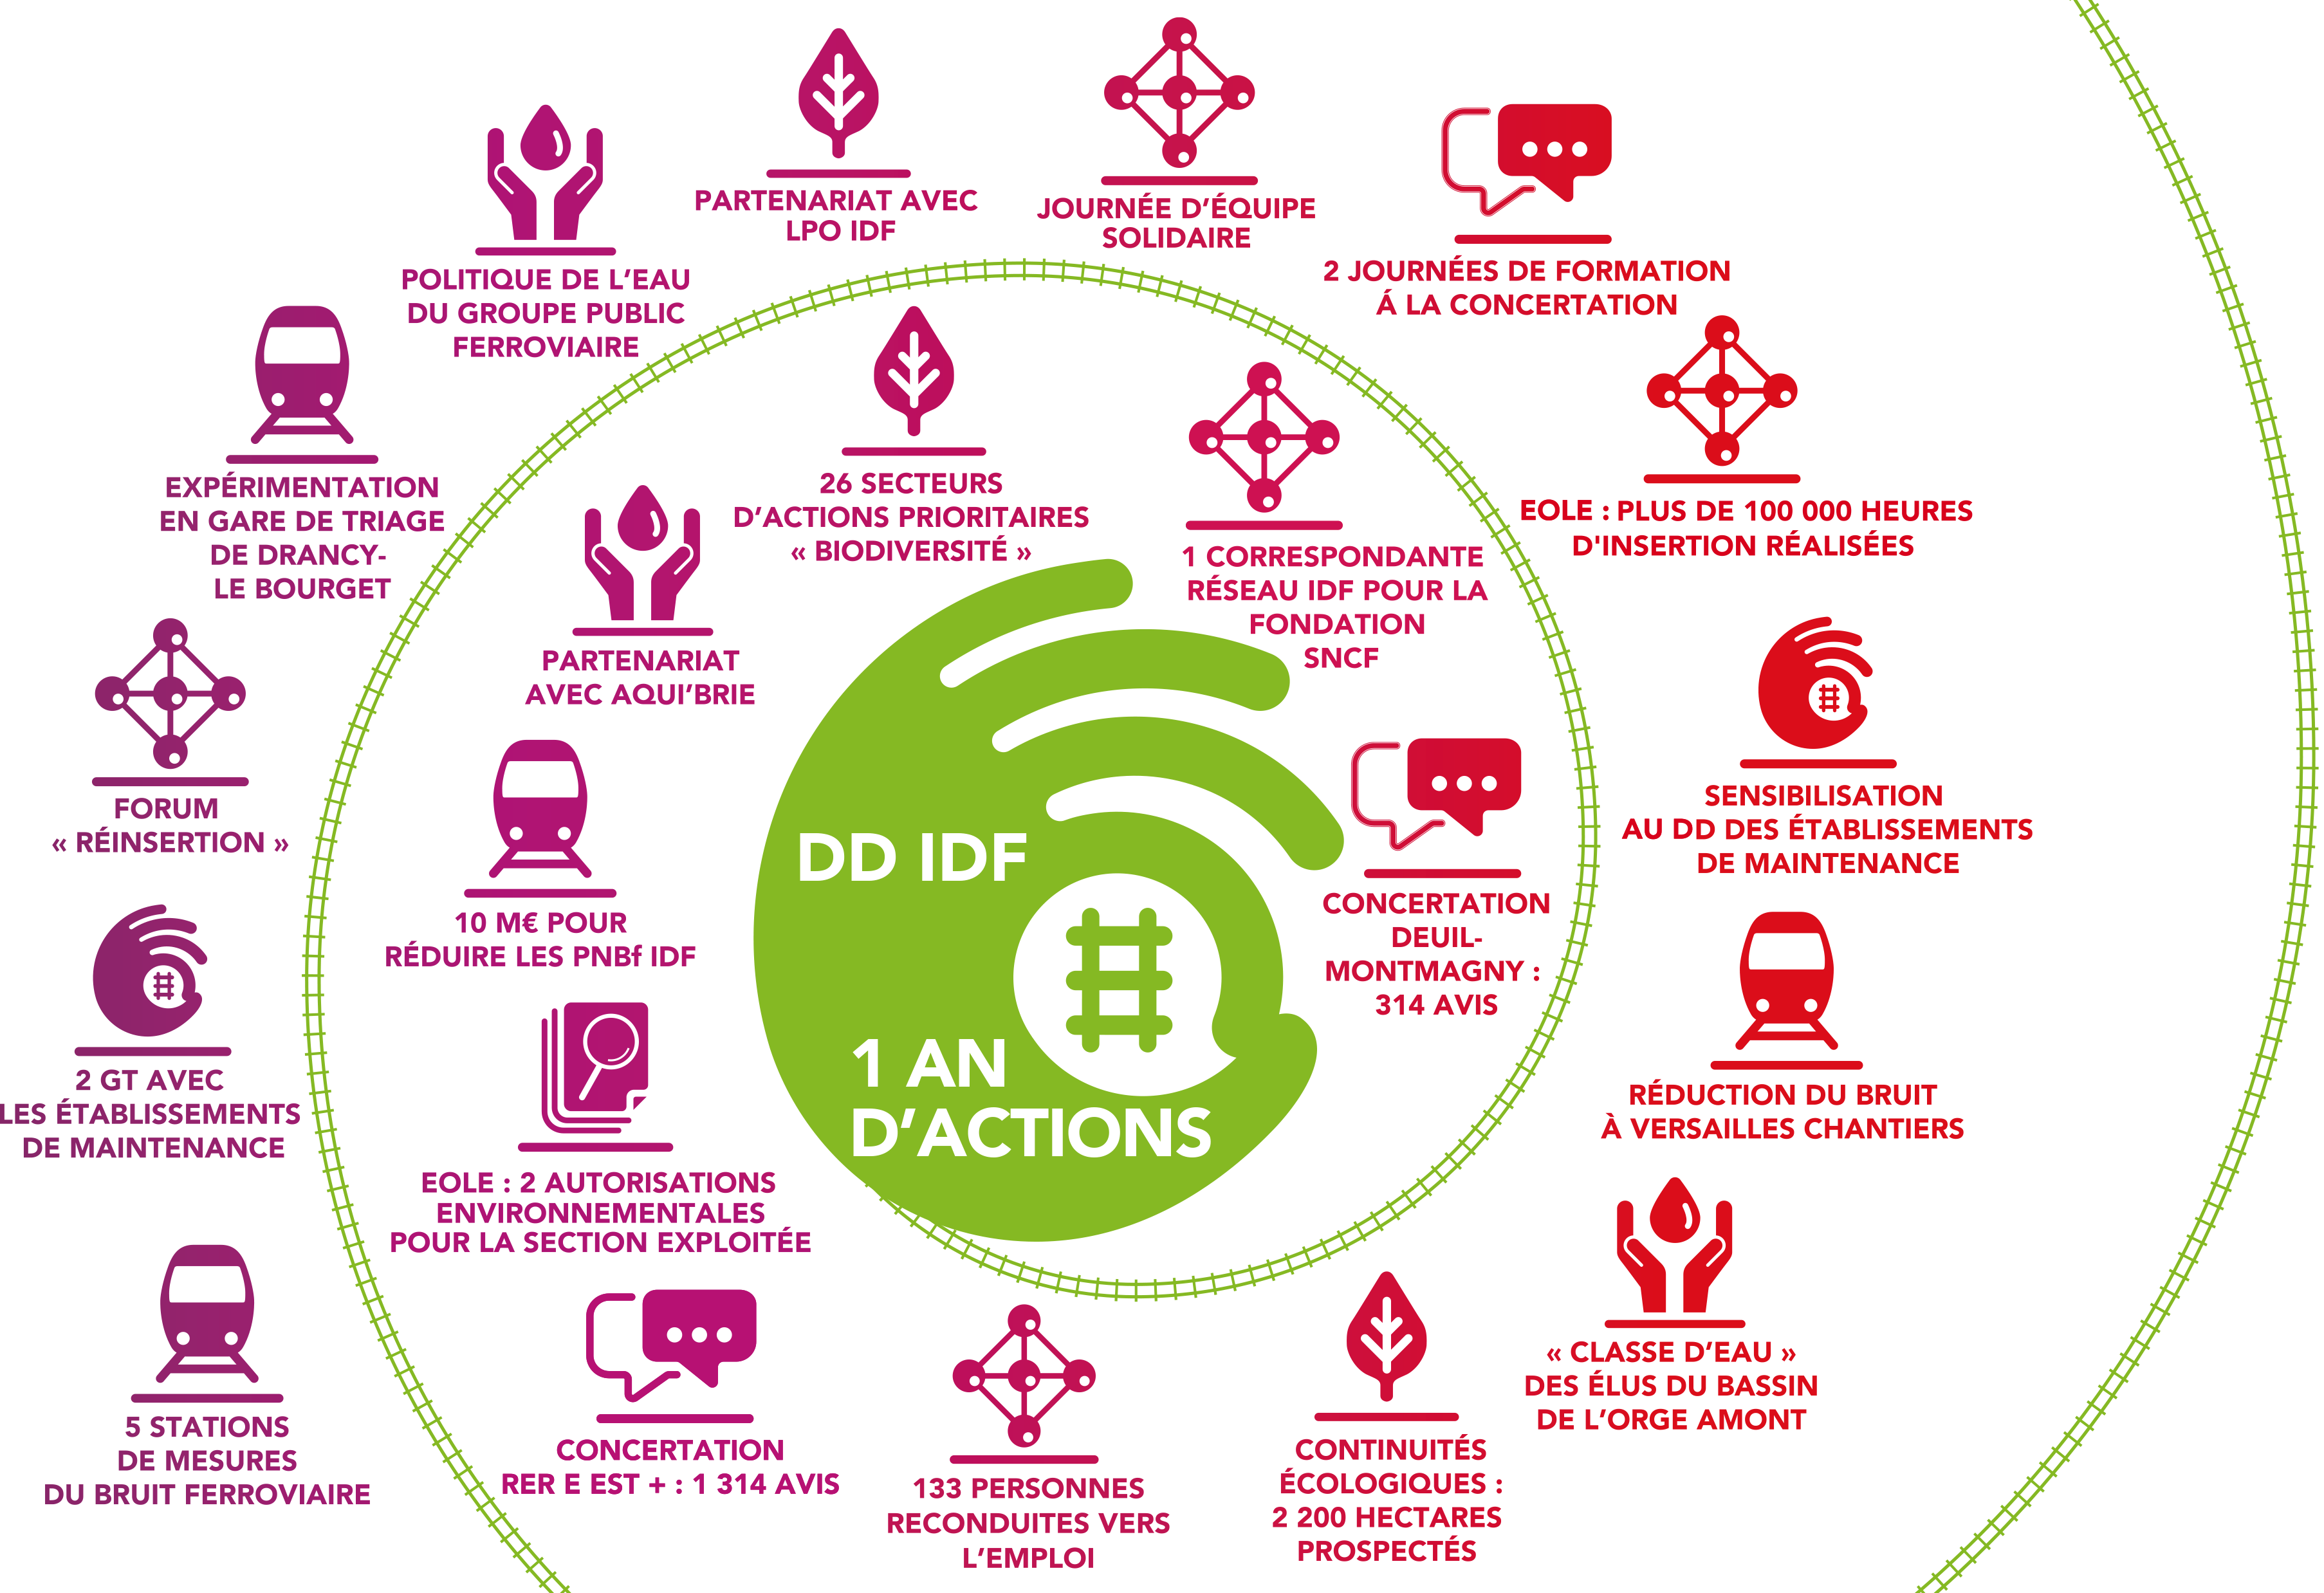 PARTENARIAT AVEC
LPO IDF
JOURNÉE D’ÉQUIPE
SOLIDAIRE
2 JOURNÉES DE FORMATION
Á LA CONCERTATION
POLITIQUE DE L’EAU
DU GROUPE PUBLIC
FERROVIAIRE
EXPÉRIMENTATION
EN GARE DE TRIAGE
DE DRANCY-
LE BOURGET
26 SECTEURS
D’ACTIONS PRIORITAIRES
« BIODIVERSITÉ »
1 CORRESPONDANTE
RÉSEAU IDF POUR LA
FONDATION
SNCF
EOLE : PLUS DE 100 000 HEURES
D'INSERTION RÉALISÉES
PARTENARIAT
AVEC AQUI’BRIE
FORUM
« RÉINSERTION »
SENSIBILISATION
AU DD DES ÉTABLISSEMENTS
DE MAINTENANCE
10 M€ POUR
RÉDUIRE LES PNBf IDF
DD IDF
1 AN
D’ACTIONS
CONCERTATION
DEUIL-
MONTMAGNY :
314 AVIS
2 GT AVEC
LES ÉTABLISSEMENTS
DE MAINTENANCE
RÉDUCTION DU BRUIT
À VERSAILLES CHANTIERS
EOLE : 2 AUTORISATIONS
ENVIRONNEMENTALES
POUR LA SECTION EXPLOITÉE
« CLASSE D’EAU »
DES ÉLUS DU BASSIN
DE L’ORGE AMONT
5 STATIONS
DE MESURES
DU BRUIT FERROVIAIRE
CONCERTATION
RER E EST + : 1 314 AVIS
133 PERSONNES
RECONDUITES VERS
L’EMPLOI
CONTINUITÉS
ÉCOLOGIQUES :
2 200 HECTARES
PROSPECTÉS